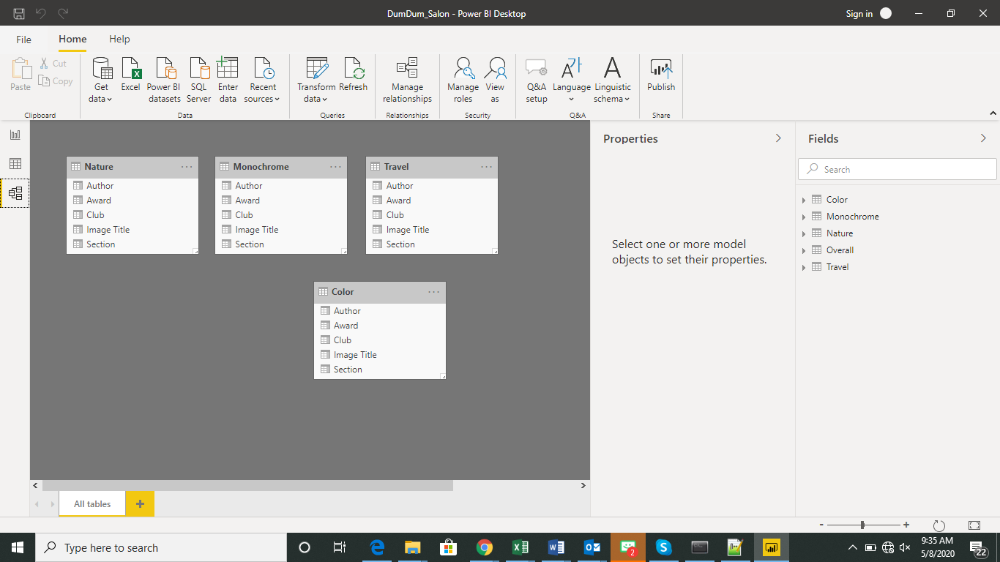 DumDum_Salon - Power BI Desktop
Sign in
File
Home
Help
Paste
Cut
Copy
Clipboard
Get data
Excel
Power BI datasets
SQL Server
Enter data
Recent sources
Data
Transform data
Refresh
Queries
Manage relationships
Relationships
Manage roles
View as
Security
Q&A setup
Language
Linguistic schema
Q&A
Publish
Share
Nature
Author
Award
Club
Image Title
Section
Monochrome
Author
Award
Club
Image Title
Section
Travel
Author
Award
Club
Image Title
Section
Color
Author
Award
Club
Image Title
Section
Properties
Select one or more model
objects to set their properties.
Fields
Search
Color
Monochrome
Nature
Overall
Travel
All tables
Type here to search
2
9:35 AM
5/8/2020
22